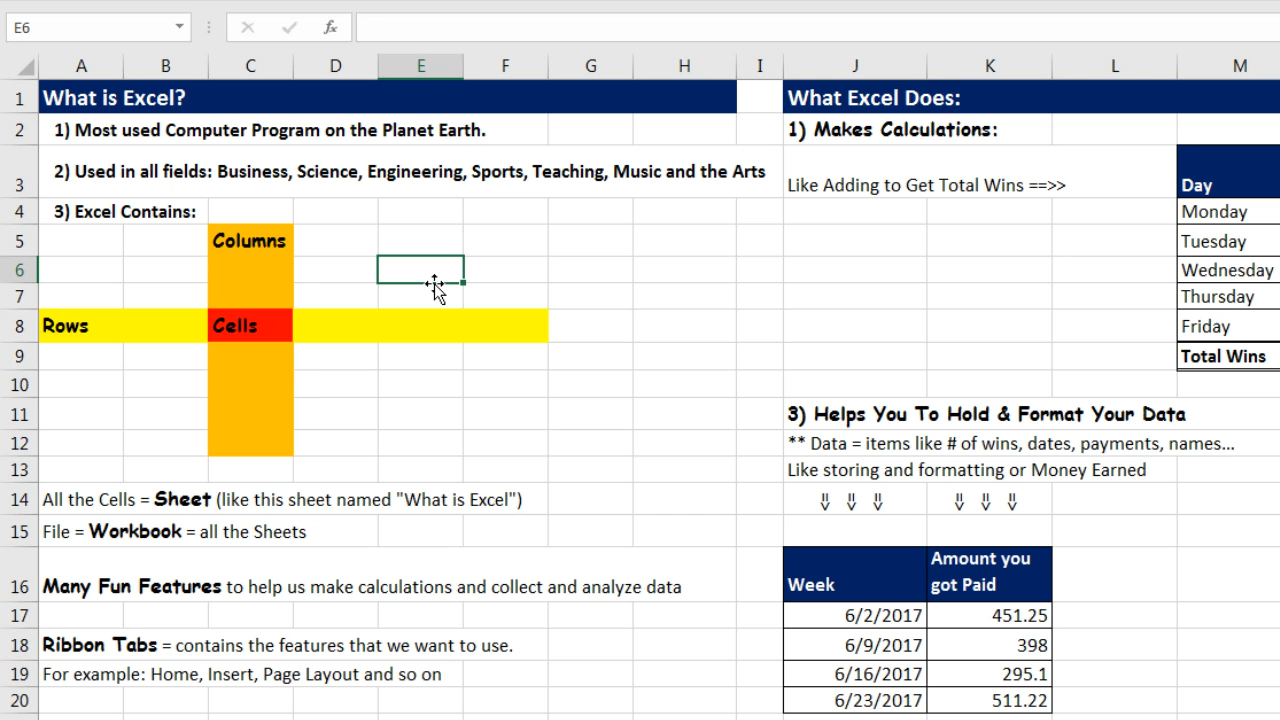 E6
fx
A B C D E F G H I J K L M
1 What is Excel? What Excel Does:
2 1) Most used Computer Program on the Planet Earth. 1) Makes Calculations:
3 2) Used in all fields: Business, Science, Engineering, Sports, Teaching, Music and the Arts Like Adding to Get Total Wins ==>> Day
4 3) Excel Contains: Monday
5 Columns Tuesday
6 Wednesday
7 Thursday
8 Rows Cells Friday
9 Total Wins
10
11 3) Helps You To Hold & Format Your Data
12 ** Data = items like # of wins, dates, payments, names...
13 Like storing and formatting or Money Earned
14 All the Cells = Sheet (like this sheet named "What is Excel")
15 File = Workbook = all the Sheets
16 Many Fun Features to help us make calculations and collect and analyze data Week Amount you got Paid
17 6/2/2017 451.25
18 Ribbon Tabs = contains the features that we want to use. 6/9/2017 398
19 For example: Home, Insert, Page Layout and so on 6/16/2017 295.1
20 6/23/2017 511.22